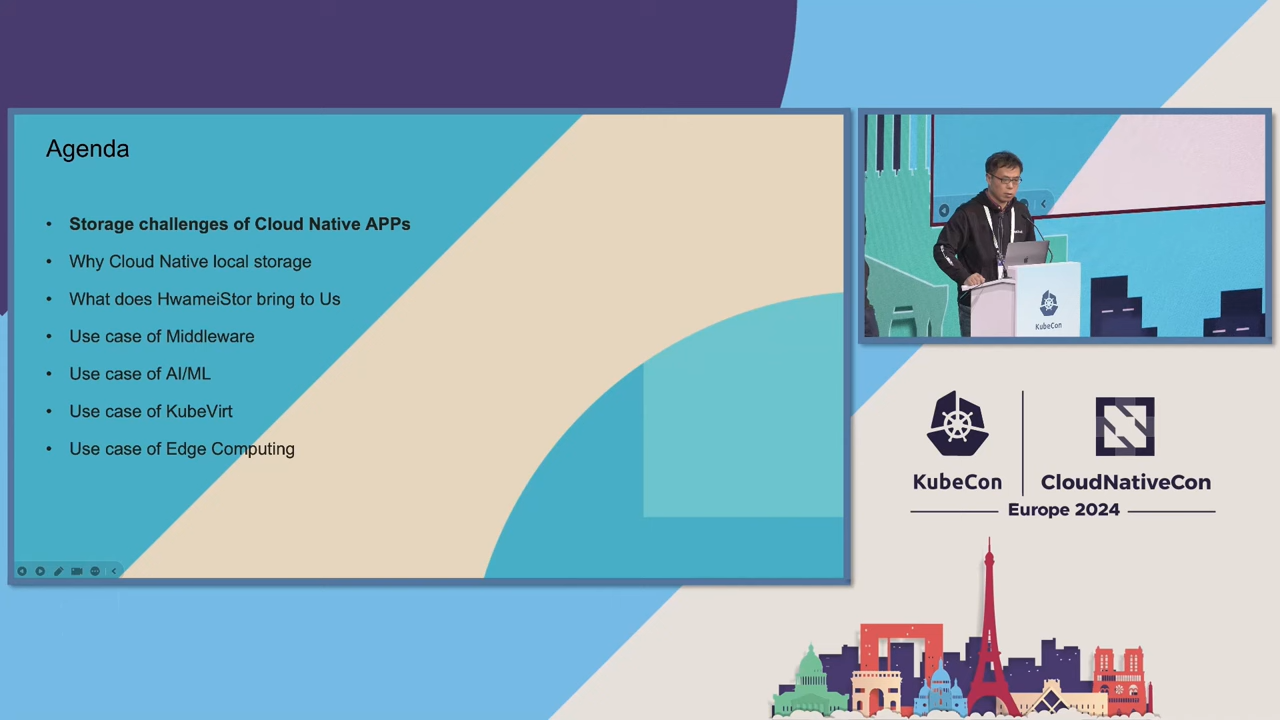 Agenda
• Storage challenges of Cloud Native APPs
• Why Cloud Native local storage
• What does HwameiStor bring to Us
• Use case of Middleware
• Use case of AI/ML
• Use case of KubeVirt
• Use case of Edge Computing
KubeCon
KubeCon
CloudNativeCon
Europe 2024